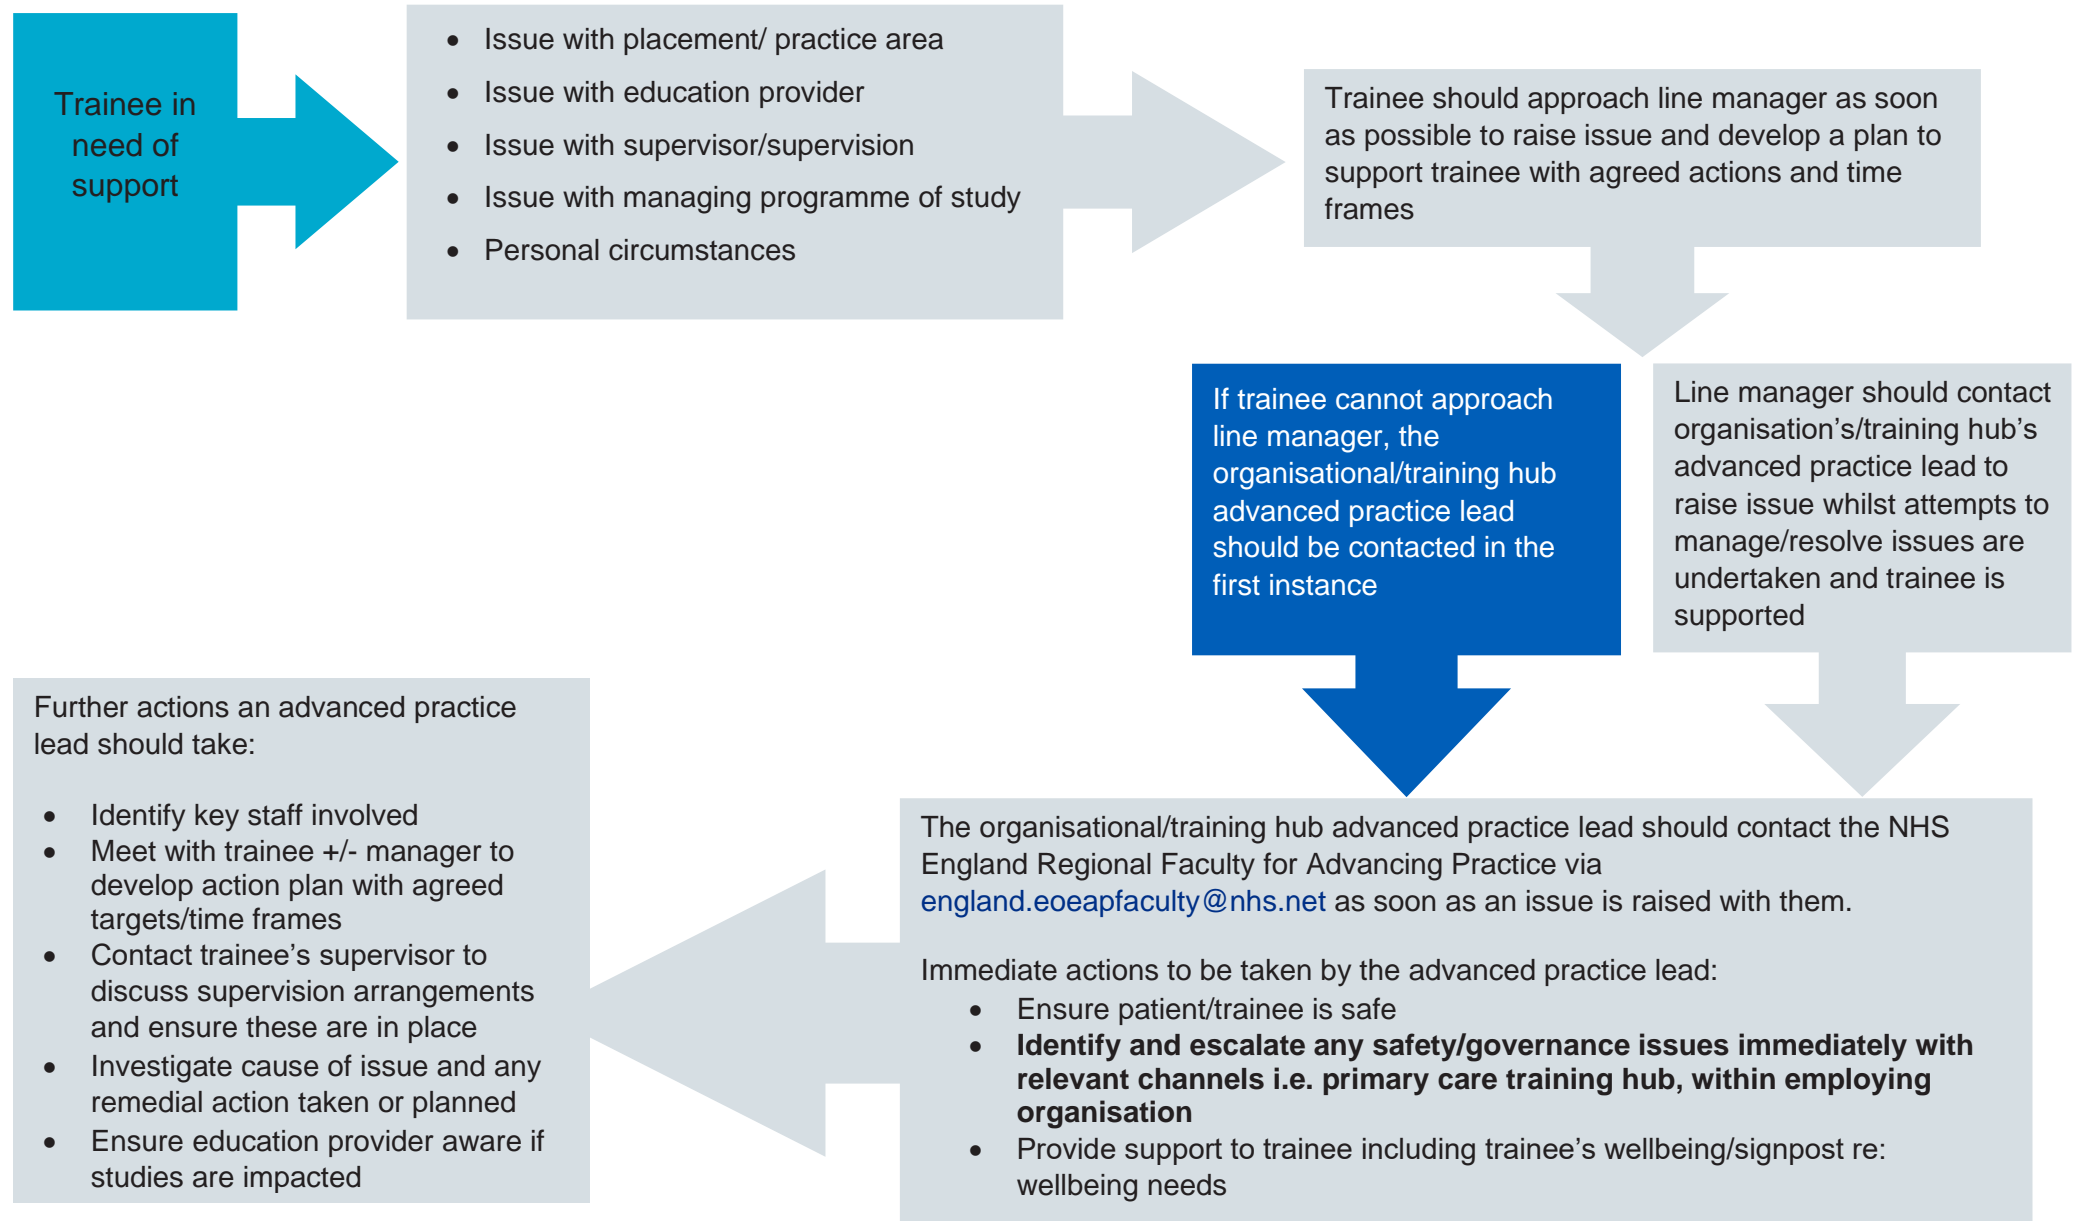 Trainee in
need of
support
• Issue with placement/ practice area
• Issue with education provider
• Issue with supervisor/supervision
• Issue with managing programme of study
• Personal circumstances
Trainee should approach line manager as soon
as possible to raise issue and develop a plan to
support trainee with agreed actions and time
frames
If trainee cannot approach
line manager, the
organisational/training hub
advanced practice lead
should be contacted in the
first instance
Line manager should contact
organisation’s/training hub’s
advanced practice lead to
raise issue whilst attempts to
manage/resolve issues are
undertaken and trainee is
supported
The organisational/training hub advanced practice lead should contact the NHS
England Regional Faculty for Advancing Practice via
england.eoeapfaculty@nhs.net as soon as an issue is raised with them.
Immediate actions to be taken by the advanced practice lead:
• Ensure patient/trainee is safe
• Identify and escalate any safety/governance issues immediately with
relevant channels i.e. primary care training hub, within employing
organisation
• Provide support to trainee including trainee’s wellbeing/signpost re:
wellbeing needs
Further actions an advanced practice
lead should take:
• Identify key staff involved
• Meet with trainee +/- manager to
develop action plan with agreed
targets/time frames
• Contact trainee’s supervisor to
discuss supervision arrangements
and ensure these are in place
• Investigate cause of issue and any
remedial action taken or planned
• Ensure education provider aware if
studies are impacted